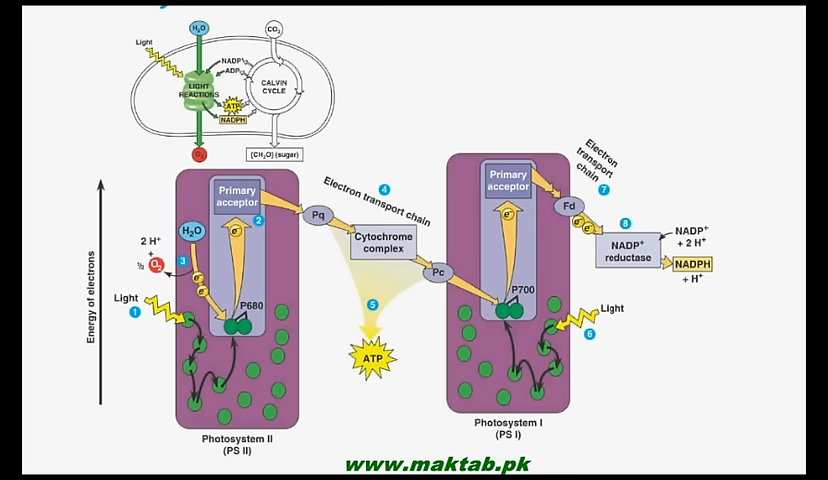 H₂O
CO₂
Light
NADP⁺
ADP
LIGHT
REACTIONS
CALVIN
CYCLE
ATP
NADPH
O₂
[CH₂O] (sugar)
Energy of electrons
Primary
acceptor
2
H₂O
2 H⁺
+
½ O₂
3
e⁻
e⁻
e⁻
Light
1
P680
Photosystem II
(PS II)
4
Electron transport chain
Pq
Cytochrome
complex
Pc
5
ATP
Primary
acceptor
e⁻
P700
Light
6
Photosystem I
(PS I)
Electron
transport
chain
7
Fd
e⁻
e⁻
8
NADP⁺
reductase
NADP⁺
+ 2 H⁺
NADPH
+ H⁺
www.maktab.pk